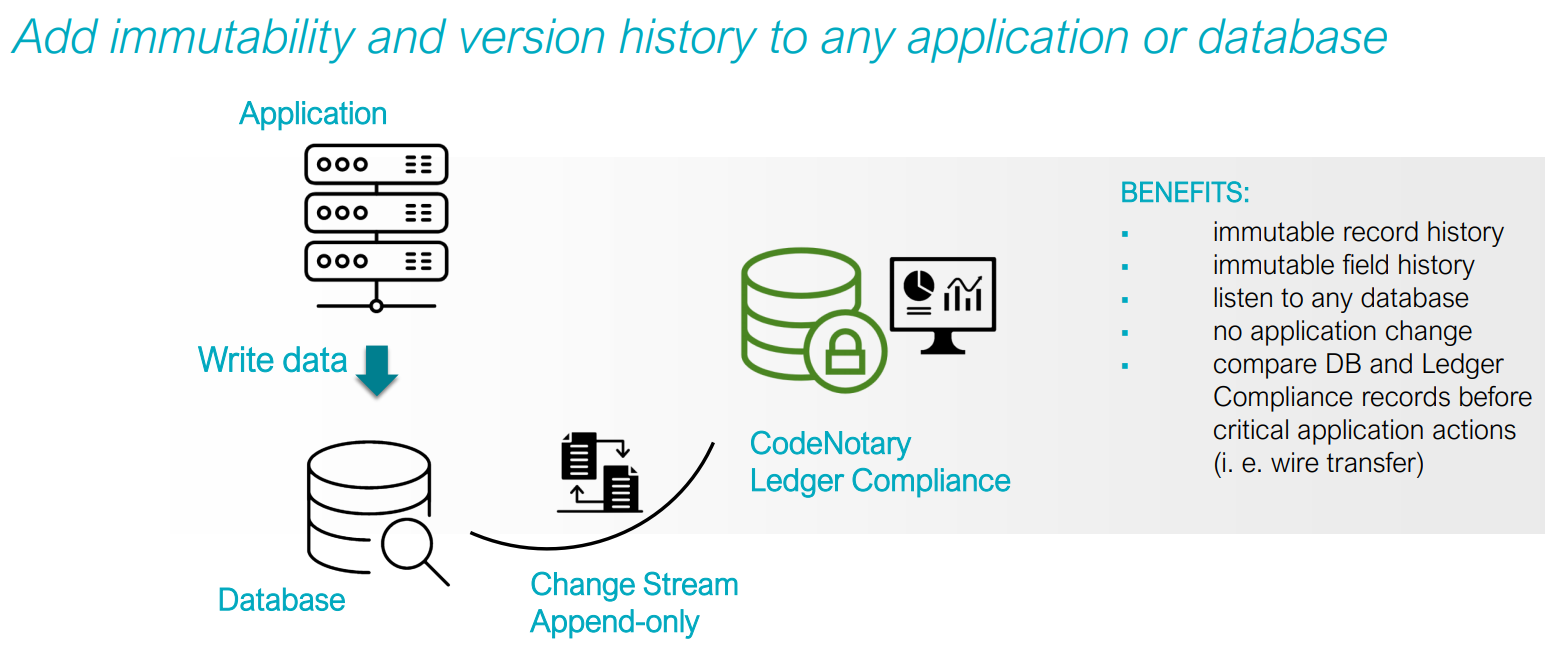 Add immutability and version history to any application or database
Application
Write data
Database
Change Stream
Append-only
CodeNotary
Ledger Compliance
BENEFITS:
▪ immutable record history
▪ immutable field history
▪ listen to any database
▪ no application change
▪ compare DB and Ledger
Compliance records before
critical application actions
(i. e. wire transfer)